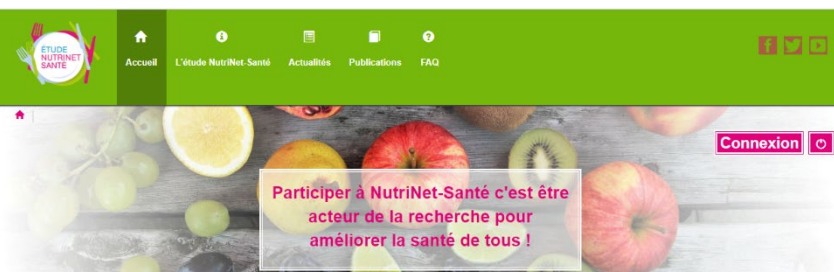 ÉTUDE
NUTRINET
SANTÉ
Accueil
L'étude NutriNet-Santé
Actualités
Publications
FAQ
Connexion
Participer à NutriNet-Santé c'est être
acteur de la recherche pour
améliorer la santé de tous !